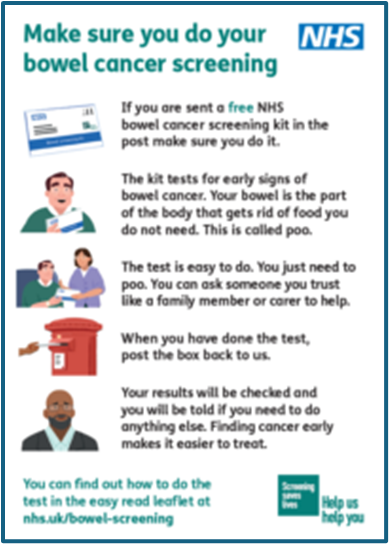 Make sure you do your
bowel cancer screening
NHS
If you are sent a free NHS
bowel cancer screening kit in the
post make sure you do it.
The kit tests for early signs of
bowel cancer. Your bowel is the part
of the body that gets rid of food you
do not need. This is called poo.
The test is easy to do. You just need to
poo. You can ask someone you trust
like a family member or carer to help.
When you have done the test,
post the box back to us.
Your results will be checked and
you will be told if you need to do
anything else. Finding cancer early
makes it easier to treat.
You can find out how to do the
test in the easy read leaflet at
nhs.uk/bowel-screening
Screening
saves
lives
Help us
help you